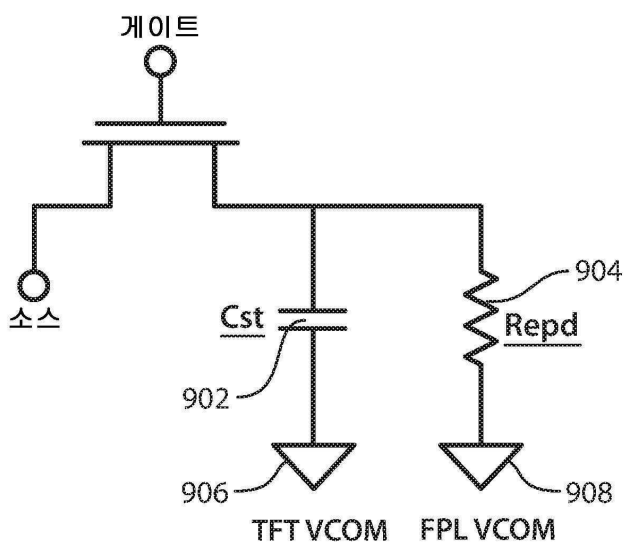 게이트
소스
Cst
902
904
Repd
906
908
TFT VCOM
FPL VCOM